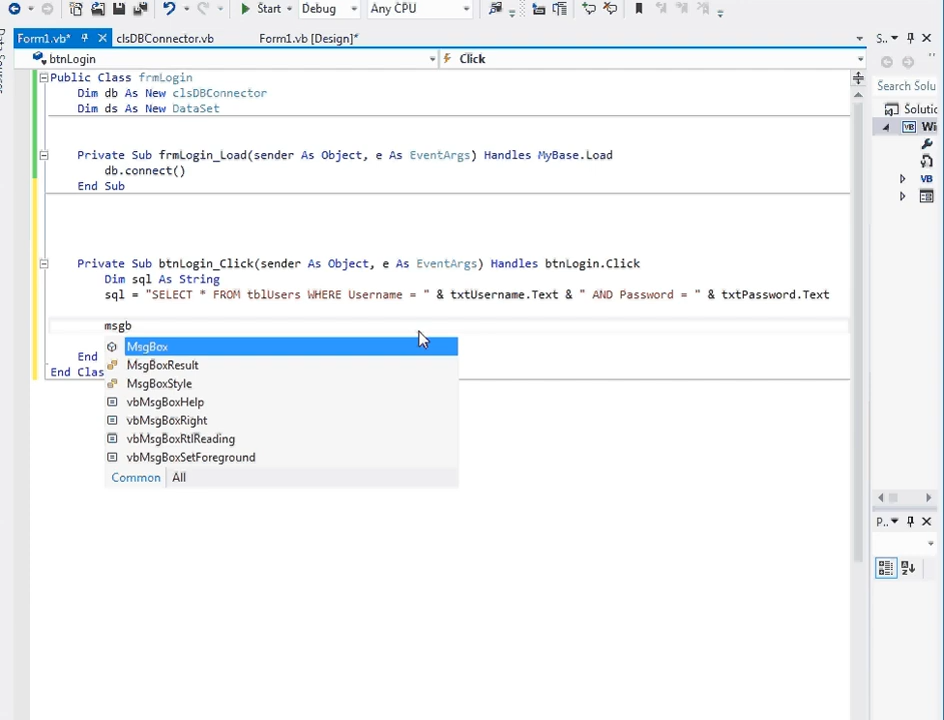 Start Debug Any CPU
Form1.vb* clsDBConnector.vb Form1.vb [Design]*
btnLogin Click
Public Class frmLogin
Dim db As New clsDBConnector
Dim ds As New DataSet
Private Sub frmLogin_Load(sender As Object, e As EventArgs) Handles MyBase.Load
db.connect()
End Sub
Private Sub btnLogin_Click(sender As Object, e As EventArgs) Handles btnLogin.Click
Dim sql As String
sql = "SELECT * FROM tblUsers WHERE Username = " & txtUsername.Text & " AND Password = " & txtPassword.Text
msgb
MsgBox
MsgBoxResult
MsgBoxStyle
vbMsgBoxHelp
vbMsgBoxRight
vbMsgBoxRtlReading
vbMsgBoxSetForeground
Common All
End
End Clas
S..
Search Solu
Solutic
VB Wi
VB
P..